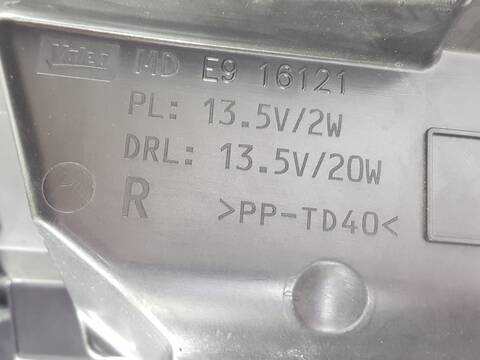 Valeo MD E9 16121
PL: 13.5V/2W
DRL: 13.5V/20W
R >PP-TD40<